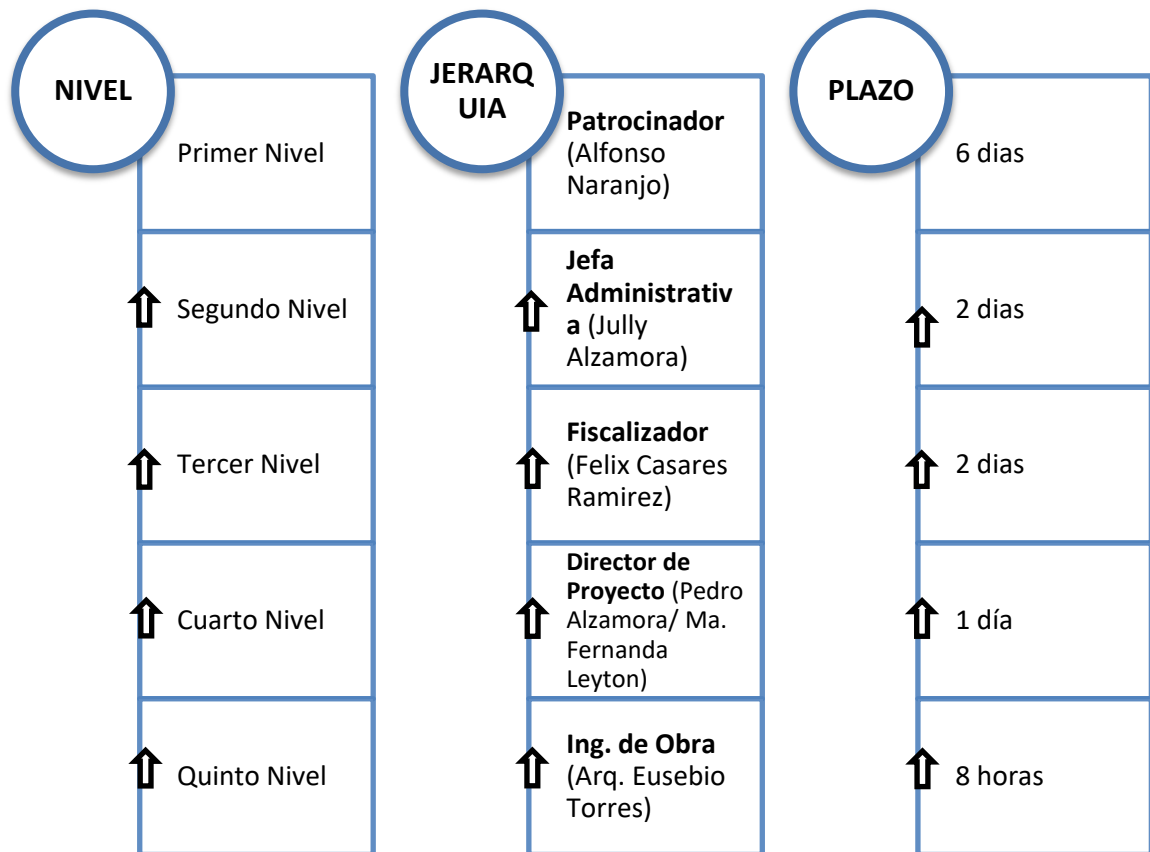 NIVEL
Primer Nivel
Segundo Nivel
Tercer Nivel
Cuarto Nivel
Quinto Nivel
JERARQ
UIA
Patrocinador
(Alfonso
Naranjo)
Jefa
Administrativ
a (Jully
Alzamora)
Fiscalizador
(Felix Casares
Ramirez)
Director de
Proyecto (Pedro
Alzamora/ Ma.
Fernanda
Leyton)
Ing. de Obra
(Arq. Eusebio
Torres)
PLAZO
6 dias
2 dias
2 dias
1 día
8 horas